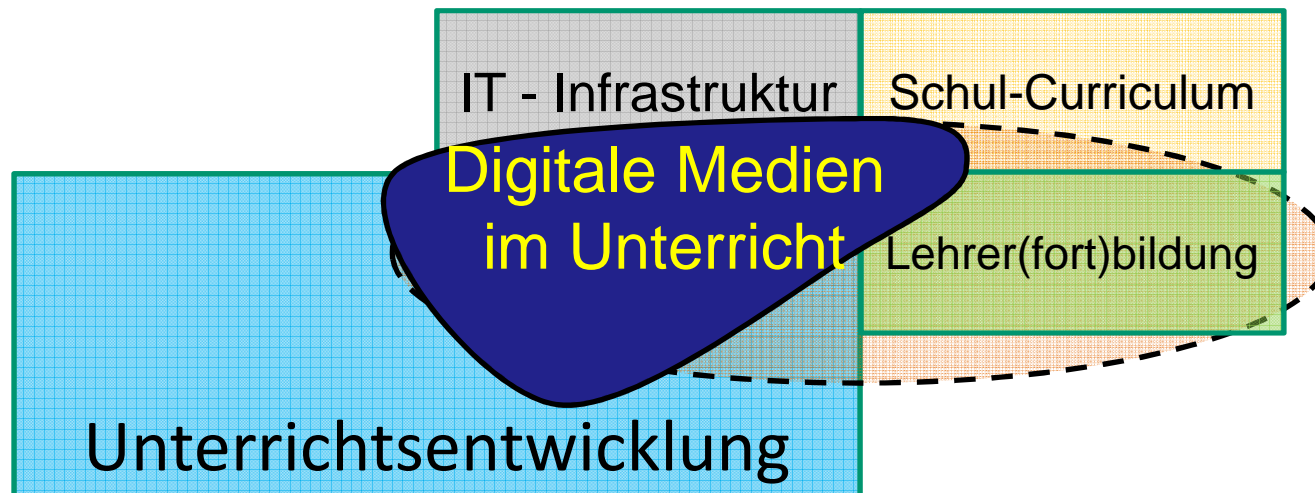 IT - Infrastruktur
Schul-Curriculum
Digitale Medien
im Unterricht
Lehrer(fort)bildung
Unterrichtsentwicklung